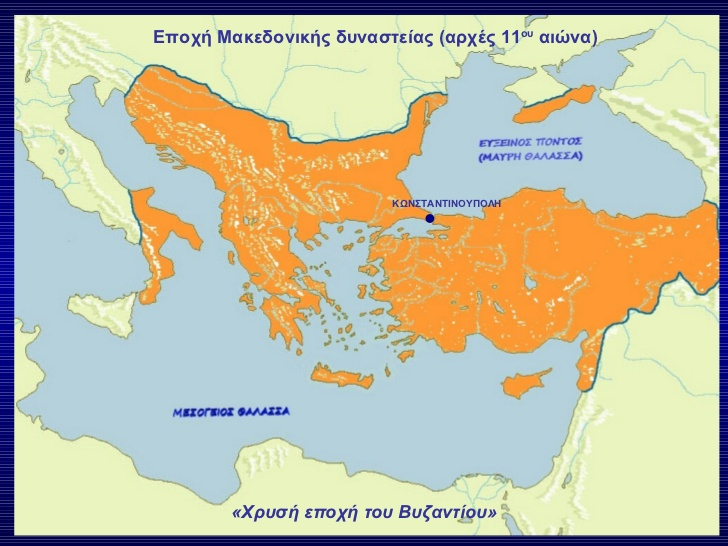 Εποχή Μακεδονικής δυναστείας (αρχές 11ου αιώνα)
ΕΥΞΕΙΝΟΣ ΠΟΝΤΟΣ
(ΜΑΥΡΗ ΘΑΛΑΣΣΑ)
ΚΩΝΣΤΑΝΤΙΝΟΥΠΟΛΗ
ΜΕΣΟΓΕΙΟΣ ΘΑΛΑΣΣΑ
«Χρυσή εποχή του Βυζαντίου»